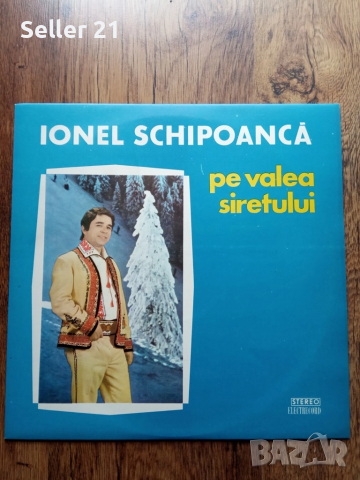 Seller 21
IONEL SCHIPOANCĂ
pe valea
siretului
STEREO
ELECTRECORD
BAZAR